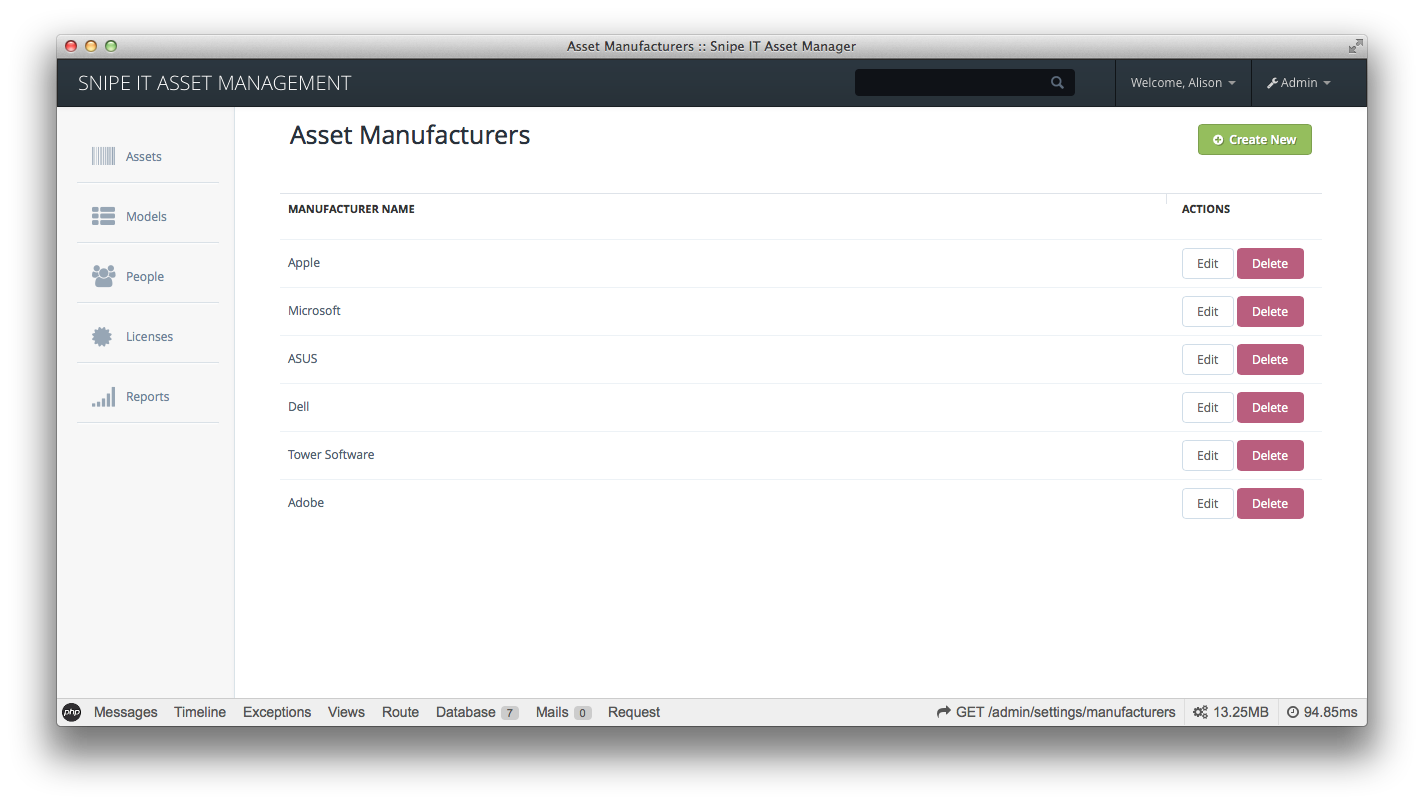 Asset Manufacturers :: Snipe IT Asset Manager
SNIPE IT ASSET MANAGEMENT
Welcome, Alison
Admin
Assets
Models
People
Licenses
Reports
Asset Manufacturers
Create New
MANUFACTURER NAME ACTIONS
Apple Edit Delete
Microsoft Edit Delete
ASUS Edit Delete
Dell Edit Delete
Tower Software Edit Delete
Adobe Edit Delete
php Messages Timeline Exceptions Views Route Database 7 Mails 0 Request GET /admin/settings/manufacturers 13.25MB 94.85ms